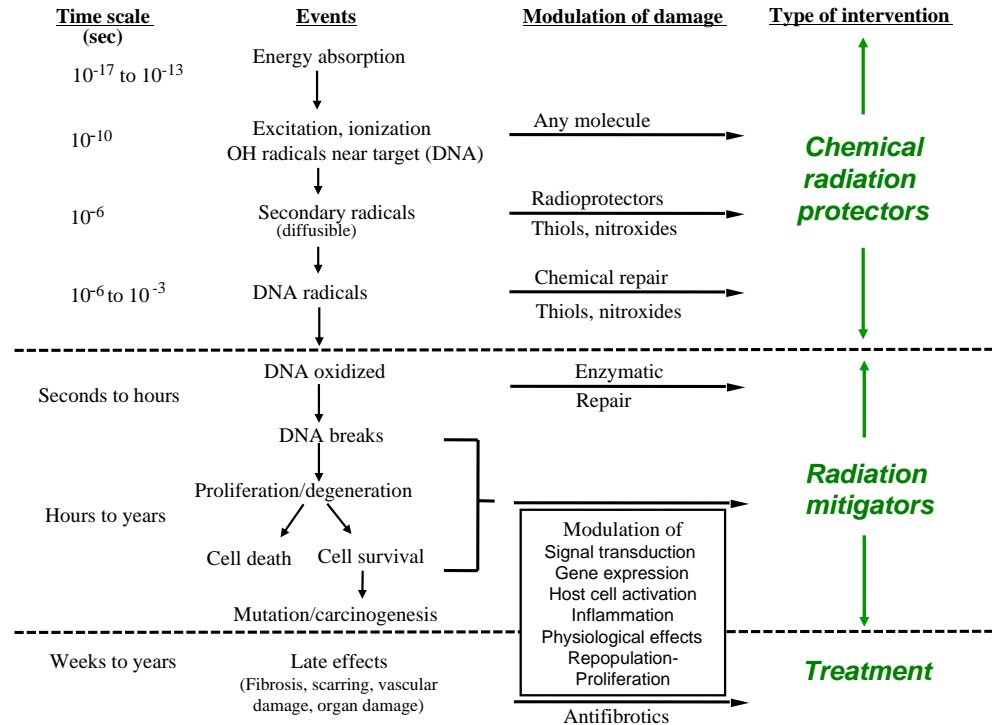 Time scale Events Modulation of damage Type of intervention
(sec)
Energy absorption
10-17 to 10-13
10-10 Excitation, ionization Any molecule
OH radicals near target (DNA)
Chemical
radiation
protectors
10-6 Secondary radicals Radioprotectors
(diffusible) Thiols, nitroxides
10-6 to 10-3 DNA radicals Chemical repair
Thiols, nitroxides
DNA oxidized Enzymatic
Seconds to hours Repair
DNA breaks
Proliferation/degeneration Radiation
mitigators
Hours to years
Cell death Cell survival
Mutation/carcinogenesis
Modulation of
Signal transduction
Gene expression
Host cell activation
Inflammation
Physiological effects
Repopulation-
Proliferation
Weeks to years Late effects Treatment
(Fibrosis, scarring, vascular
damage, organ damage)
Antifibrotics